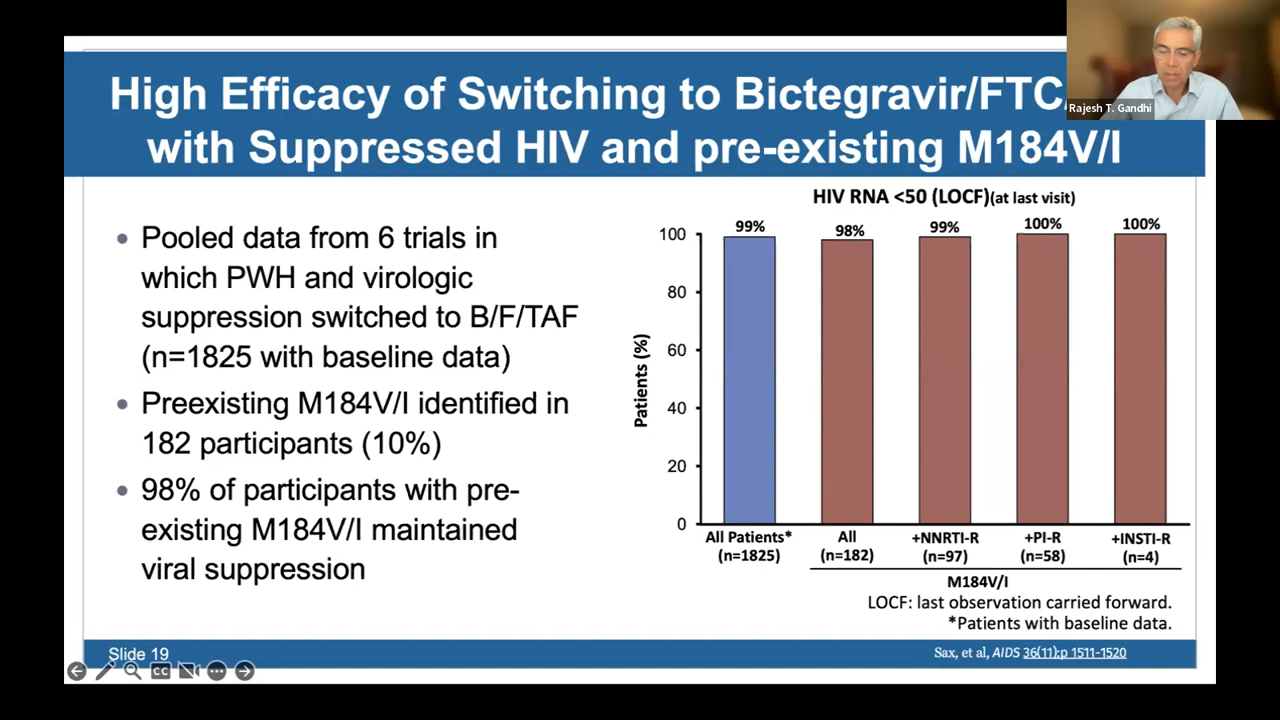 High Efficacy of Switching to Bictegravir/FTC
with Suppressed HIV and pre-existing M184V/I
Rajesh T. Gandhi
• Pooled data from 6 trials in
which PWH and virologic
suppression switched to B/F/TAF
(n=1825 with baseline data)
• Preexisting M184V/I identified in
182 participants (10%)
• 98% of participants with pre-
existing M184V/I maintained
viral suppression
HIV RNA <50 (LOCF)(at last visit)
Patients (%)
100
80
60
40
20
0
99%
98%
99%
100%
100%
All Patients*
(n=1825)
All
(n=182)
+NNRTI-R
(n=97)
+PI-R
(n=58)
+INSTI-R
(n=4)
M184V/I
LOCF: last observation carried forward.
*Patients with baseline data.
Slide 19
Sax, et al, AIDS 36(11);p 1511-1520
CC